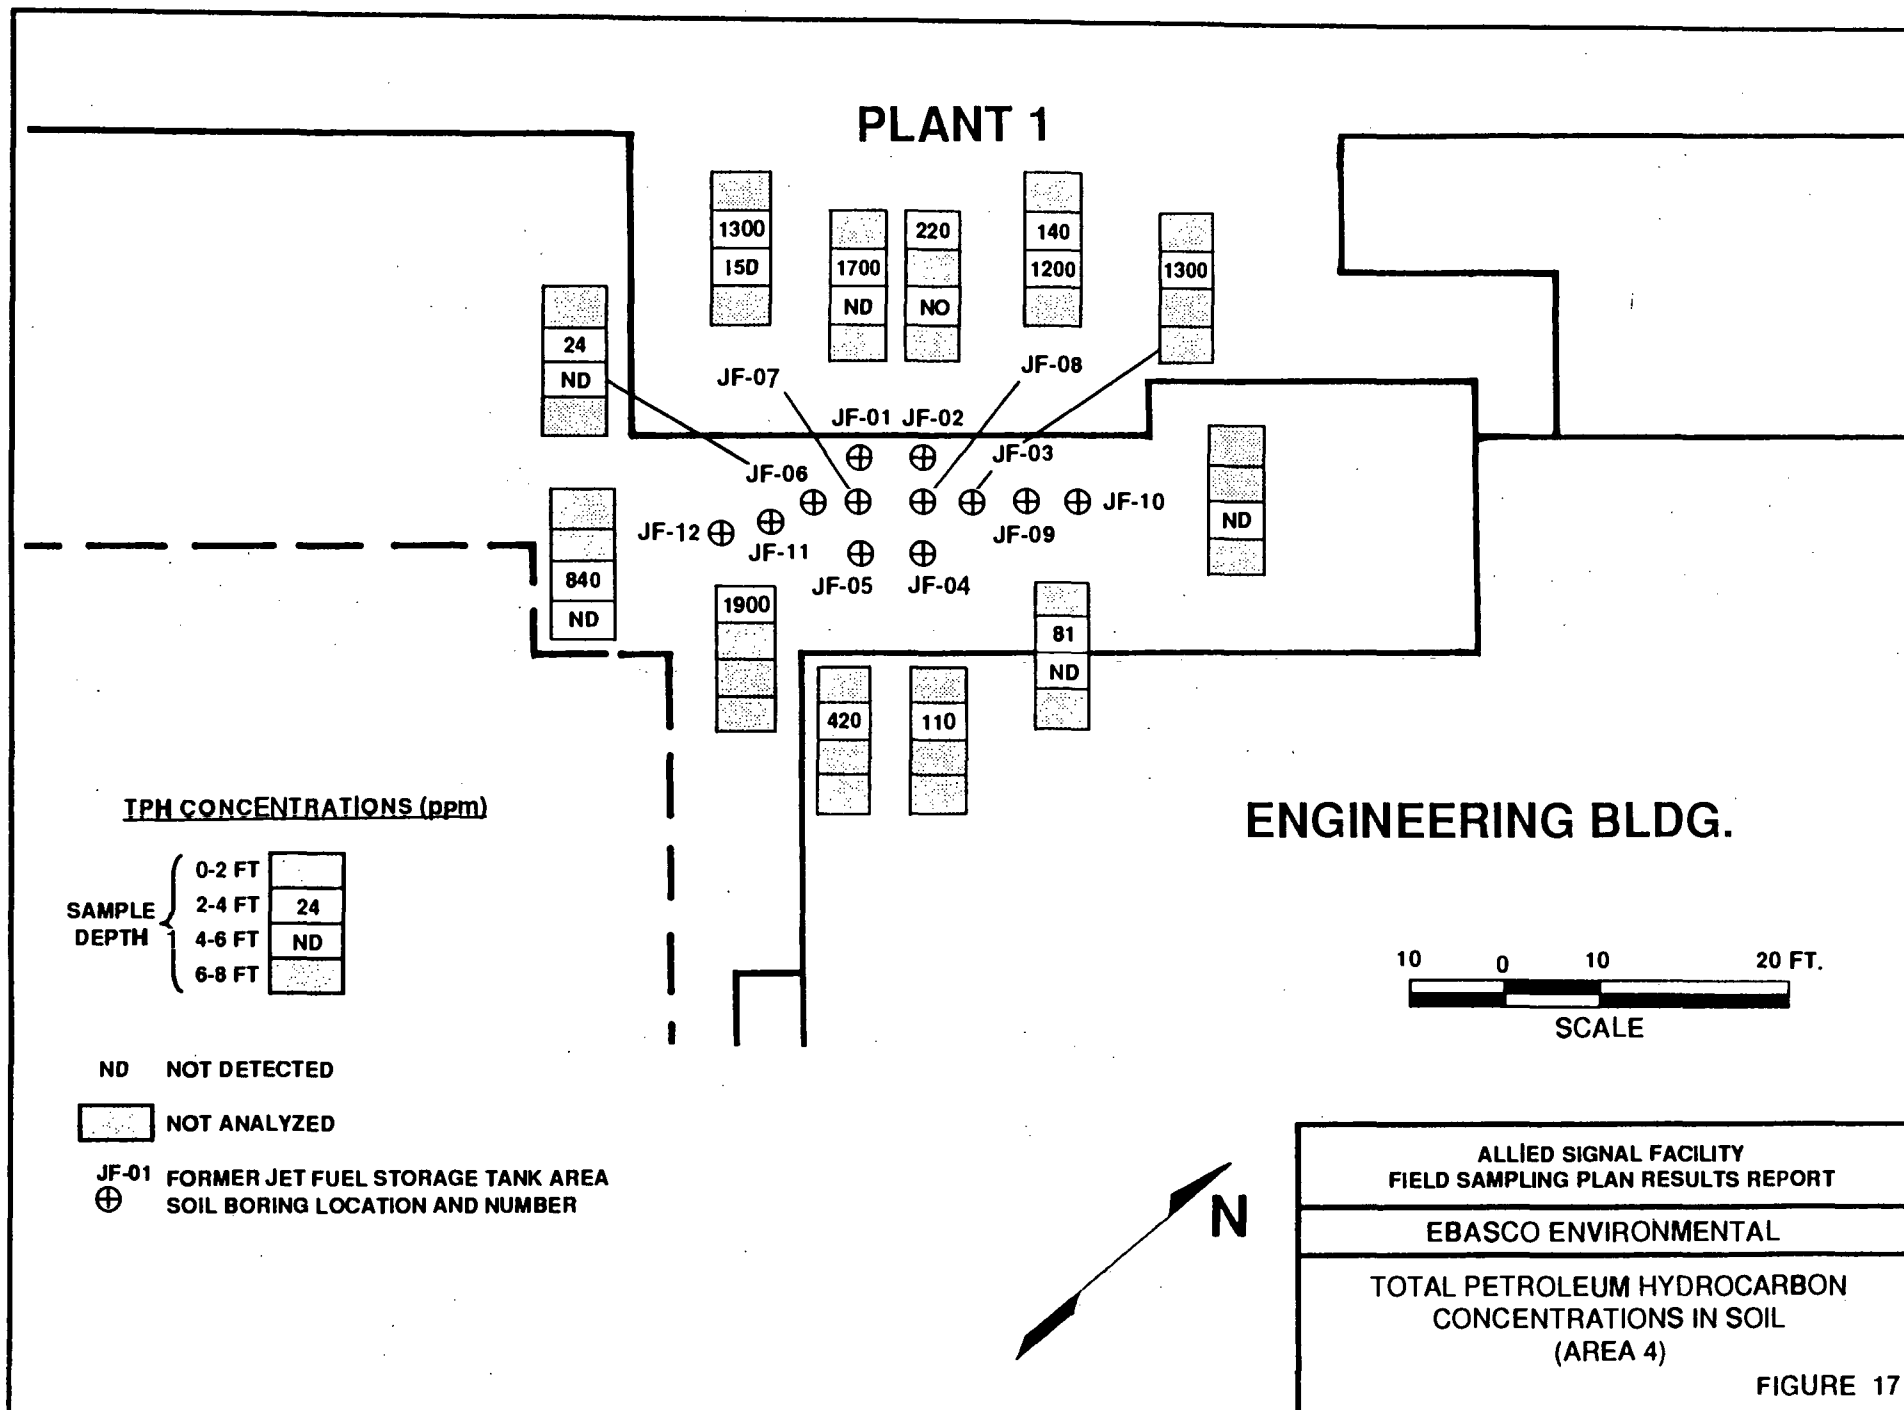 PLANT 1
1300
15D
1700
ND
220
NO
140
1200
1300
24
ND
JF-07
JF-08
JF-01
JF-02
JF-03
JF-06
JF-10
JF-12
JF-11
JF-09
JF-05
JF-04
ND
840
ND
1900
81
ND
420
110
TPH CONCENTRATIONS (ppm)
SAMPLE
DEPTH
0-2 FT
2-4 FT 24
4-6 FT ND
6-8 FT
ENGINEERING BLDG.
10 0 10 20 FT.
SCALE
ND NOT DETECTED
NOT ANALYZED
JF-01 FORMER JET FUEL STORAGE TANK AREA
SOIL BORING LOCATION AND NUMBER
N
ALLIED SIGNAL FACILITY
FIELD SAMPLING PLAN RESULTS REPORT
EBASCO ENVIRONMENTAL
TOTAL PETROLEUM HYDROCARBON
CONCENTRATIONS IN SOIL
(AREA 4)
FIGURE 17